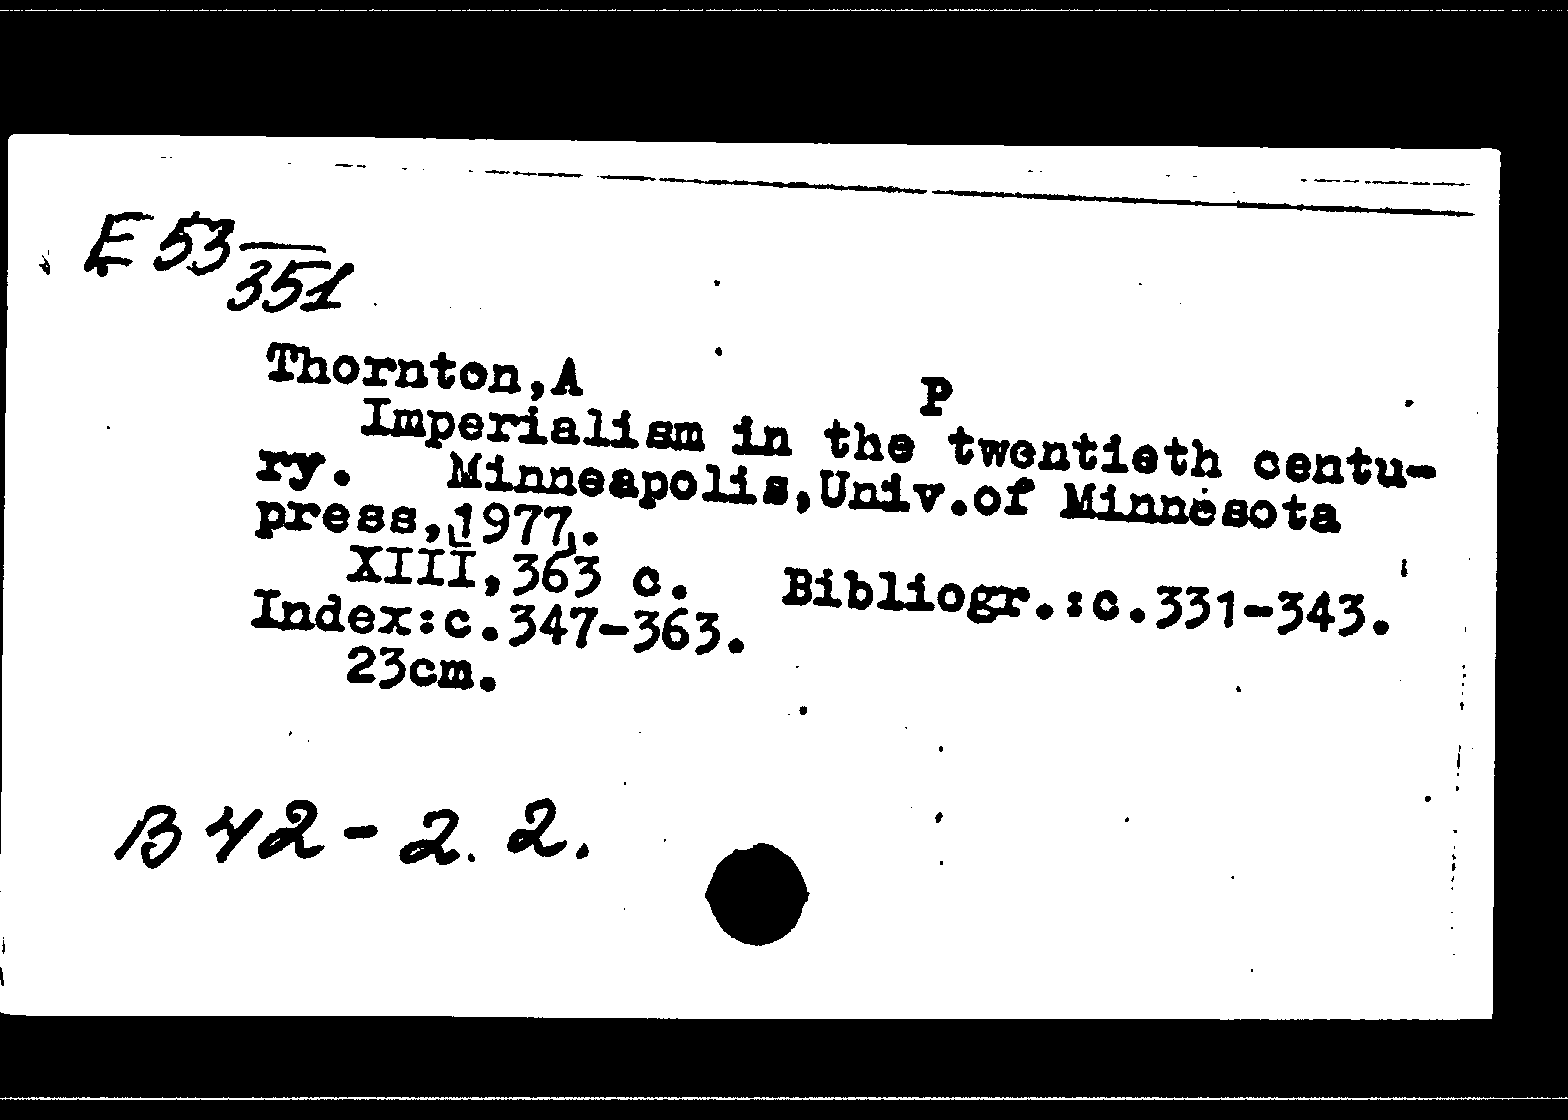 E 53
351
Thornton,A P
Imperialism in the twentieth centu-
ry. Minneapolis,Univ.of Minnesota
press,[1977].
XIII,363 c. Bibliogr.:c.331-343.
Index:c.347-363.
23cm.
B 42-2. 2.